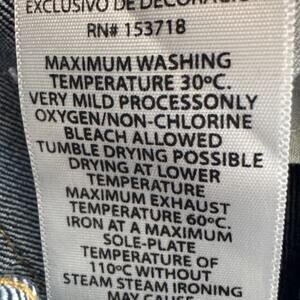 EXCLUSIVO DE DECORACIÓ
RN# 153718
MAXIMUM WASHING
TEMPERATURE 30ºC.
VERY MILD PROCESSONLY
OXYGEN/NON-CHLORINE
BLEACH ALLOWED
TUMBLE DRYING POSSIBLE
DRYING AT LOWER
TEMPERATURE
MAXIMUM EXHAUST
TEMPERATURE 60ºC.
IRON AT A MAXIMUM
SOLE-PLATE
TEMPERATURE OF
110ºC WITHOUT
STEAM STEAM IRONING
MAY CAUSE